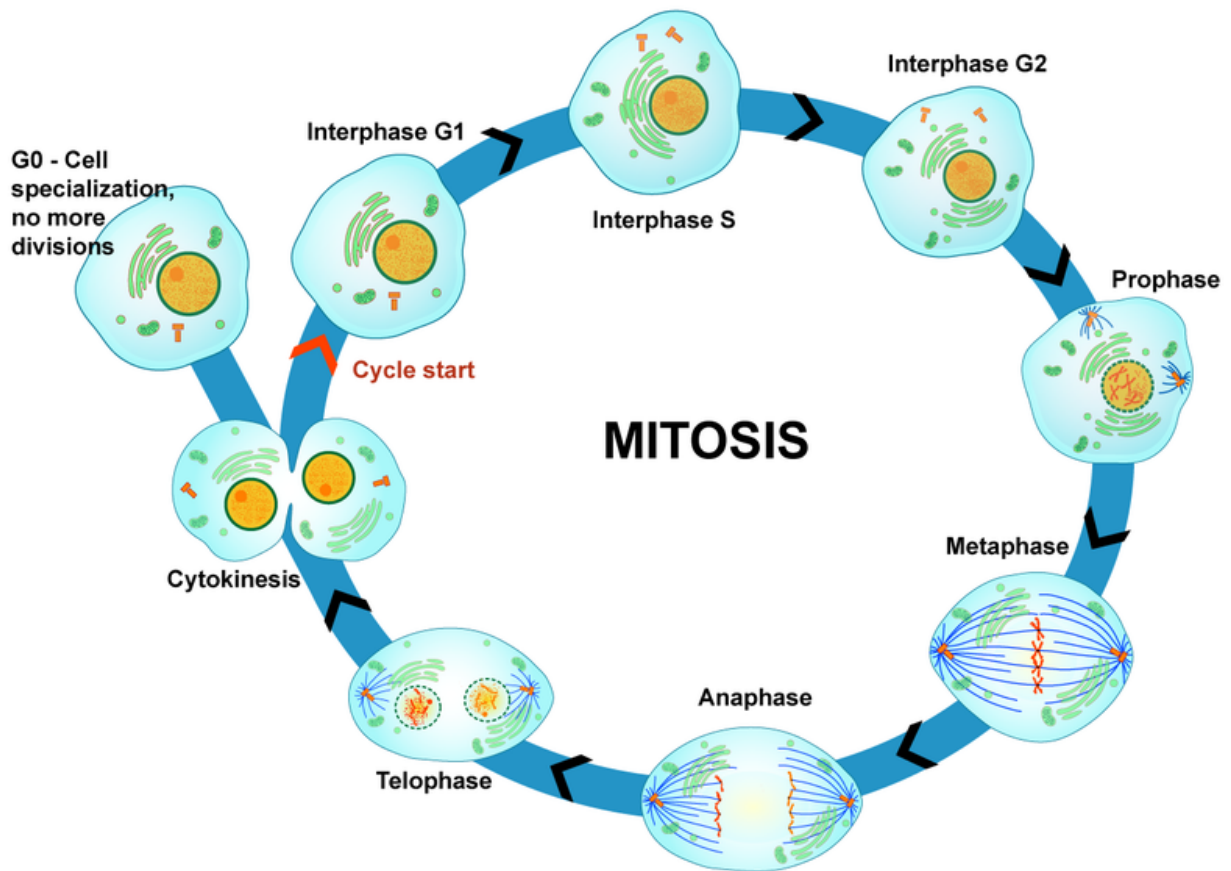 Interphase G2
Interphase G1
G0 - Cell
specialization,
no more
divisions
Interphase S
Prophase
Cycle start
MITOSIS
Metaphase
Cytokinesis
Anaphase
Telophase